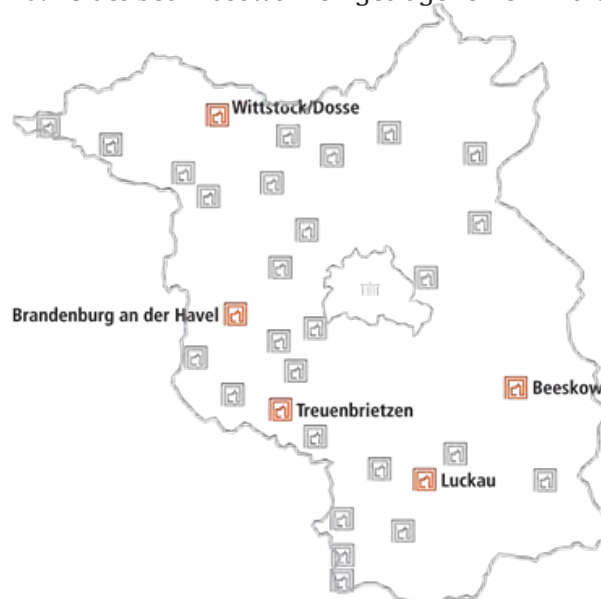 Wittstock/Dosse
Brandenburg an der Havel
Beeskow
Treuenbrietzen
Luckau